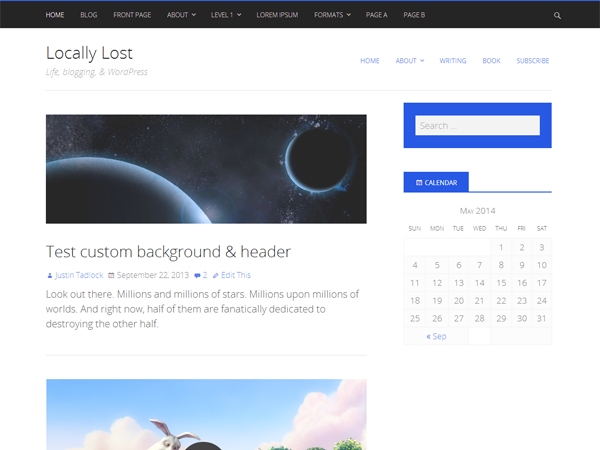 HOME BLOG FRONT PAGE ABOUT LEVEL 1 LOREM IPSUM FORMATS PAGE A PAGE B
Locally Lost
Life, blogging, & WordPress
HOME ABOUT WRITING BOOK SUBSCRIBE
Test custom background & header
Justin Tadlock September 22, 2013 2 Edit This
Look out there. Millions and millions of stars. Millions upon millions of
worlds. And right now, half of them are fanatically dedicated to
destroying the other half.
Search ...
CALENDAR
May 2014
SUN MON TUE WED THU FRI SAT
1 2 3
4 5 6 7 8 9 10
11 12 13 14 15 16 17
18 19 20 21 22 23 24
25 26 27 28 29 30 31
« Sep